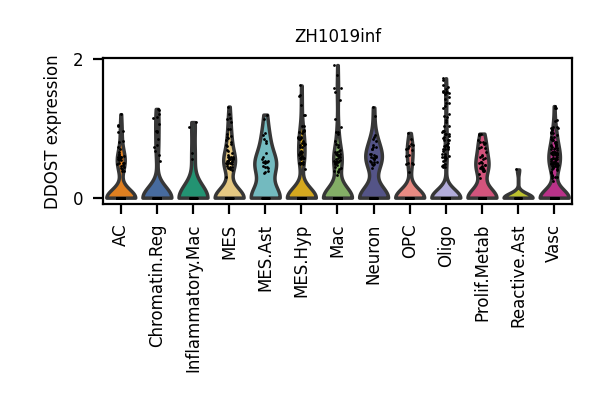 ZH1019inf
DDOST expression
2
0
AC
Chromatin.Reg
Inflammatory.Mac
MES
MES.Ast
MES.Hyp
Mac
Neuron
OPC
Oligo
Prolif.Metab
Reactive.Ast
Vasc